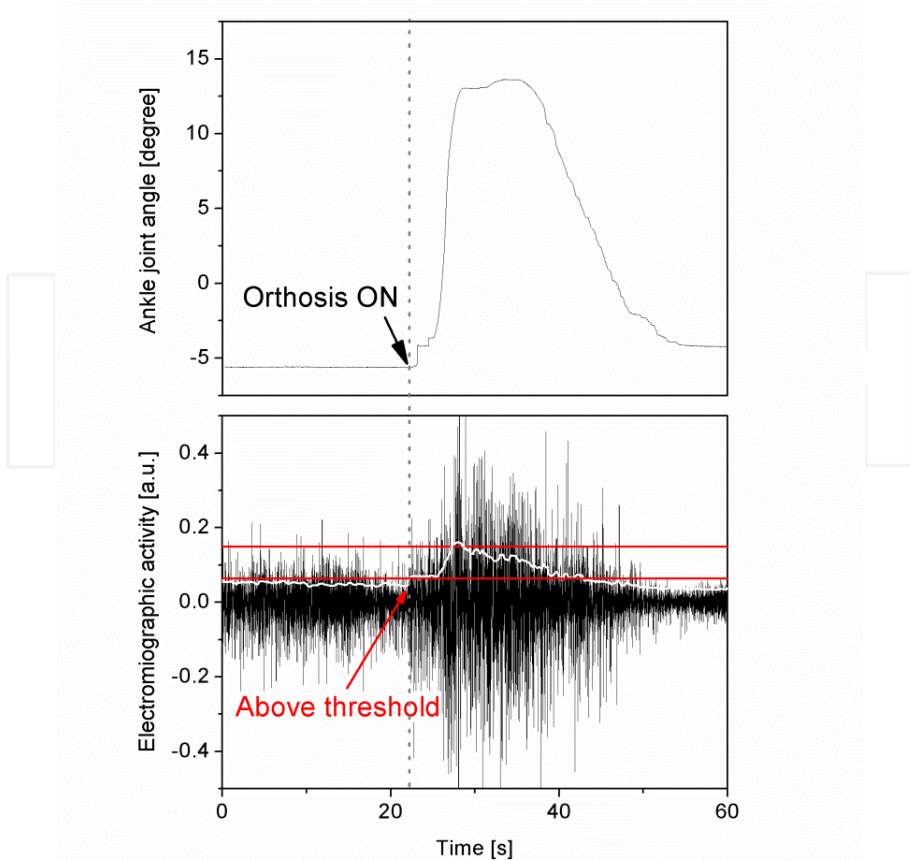 15
10
5
0
-5
Ankle joint angle [degree]
Orthosis ON
0.4
0.2
0.0
-0.2
-0.4
Electromiographic activity [a.u.]
Above threshold
0
20
40
60
Time [s]